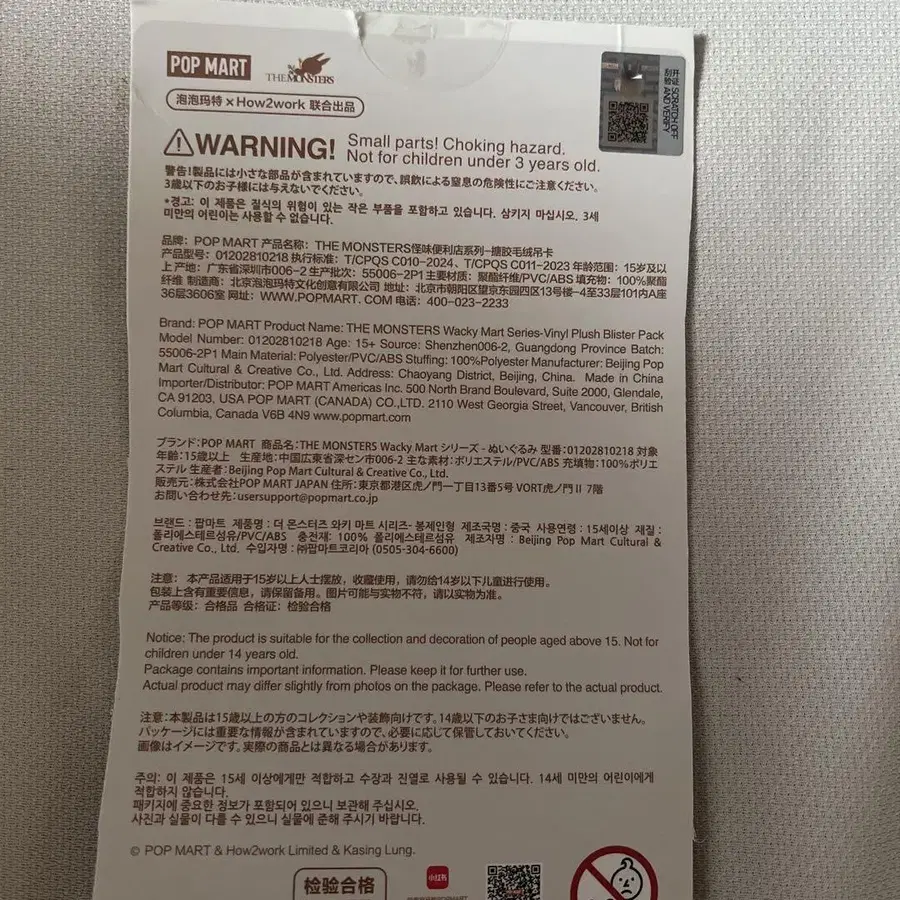 POP MART
THE MONSTERS
泡泡玛特×How2work 联合出品
刮开验证 SCRATCH OFF AND VERIFY
WARNING! Small parts! Choking hazard.
Not for children under 3 years old.
警告!製品には小さな部品が含まれていますので、誤飲による窒息の危険性にご注意ください。
3歳以下のお子様には与えないでください。
*경고: 이 제품은 질식의 위험이 있는 작은 부품을 포함하고 있습니다. 삼키지 마십시오. 3세
미만의 어린이는 사용할 수 없습니다.
品牌: POP MART 产品名称: THE MONSTERS怪味便利店系列-搪胶毛绒吊卡
产品型号: 01202810218 执行标准: T/CPQS C010-2024、T/CPQS C011-2023 年龄范围: 15岁及以
上 产地: 广东省深圳市006-2 生产批次: 55006-2P1 主要材质: 聚酯纤维/PVC/ABS 填充物: 100%聚酯
纤维 制造商: 北京泡泡玛特文化创意有限公司 地址: 北京市朝阳区望京东园四区13号楼-4至33层101内A座
36层3606室 网址: WWW.POPMART.COM 电话: 400-023-2233
Brand: POP MART Product Name: THE MONSTERS Wacky Mart Series-Vinyl Plush Blister Pack
Model Number: 01202810218 Age: 15+ Source: Shenzhen006-2, Guangdong Province Batch:
55006-2P1 Main Material: Polyester/PVC/ABS Stuffing: 100%Polyester Manufacturer: Beijing Pop
Mart Cultural & Creative Co., Ltd. Address: Chaoyang District, Beijing, China. Made in China
Importer/Distributor: POP MART Americas Inc. 500 North Brand Boulevard, Suite 2000, Glendale,
CA 91203, USA POP MART (CANADA) CO.,LTD. 2110 West Georgia Street, Vancouver, British
Columbia, Canada V6B 4N9 www.popmart.com
ブランド:POP MART 商品名:THE MONSTERS Wacky Mart シリーズ - ぬいぐるみ 型番:01202810218 対象
年齢:15歳以上 生産地:中国広東省深セン市006-2 主な素材:ポリエステル/PVC/ABS 充填物:100%ポリエ
ステル 生産者:Beijing Pop Mart Cultural & Creative Co., Ltd.
販売元:株式会社POP MART JAPAN 住所:東京都港区虎ノ門一丁目13番5号 VORT虎ノ門Ⅱ 7階
お問い合わせ先:usersupport@popmart.co.jp
브랜드 : 팝마트 제품명 : 더 몬스터즈 와키 마트 시리즈- 봉제인형 제조국명 : 중국 사용연령 : 15세이상 재질 :
폴리에스테르섬유/PVC/ABS 충전재: 100% 폴리에스테르섬유 제조자명 : Beijing Pop Mart Cultural &
Creative Co., Ltd. 수입자명 : ㈜팝마트코리아 (0505-304-6600)
注意: 本产品适用于15岁以上人士摆放，收藏使用，请勿给14岁以下儿童进行使用。
包装上含有重要信息，请保留备用。图片可能与实物不符，请以实物为准。
产品等级: 合格品 合格证: 检验合格
Notice: The product is suitable for the collection and decoration of people aged above 15. Not for
children under 14 years old.
Package contains important information. Please keep it for further use.
Actual product may differ slightly from photos on the package. Please refer to the actual product.
注意:本製品は15歳以上の方のコレクションや装飾向けです。14歳以下のお子さま向けではございません。
パッケージには重要な情報が含まれていますので、必要に応じて保管しておいてください。
画像はイメージです。実際の商品とは異なる場合があります。
주의: 이 제품은 15세 이상에게만 적합하고 수장과 진열로 사용될 수 있습니다. 14세 미만의 어린이에게
적합하지 않습니다.
패키지에 중요한 정보가 포함되어 있으니 보관해 주십시오.
사진과 실물이 다를 수 있으니 실물에 준해 주시기 바랍니다.
© POP MART & How2work Limited & Kasing Lung.
检验合格
小红书